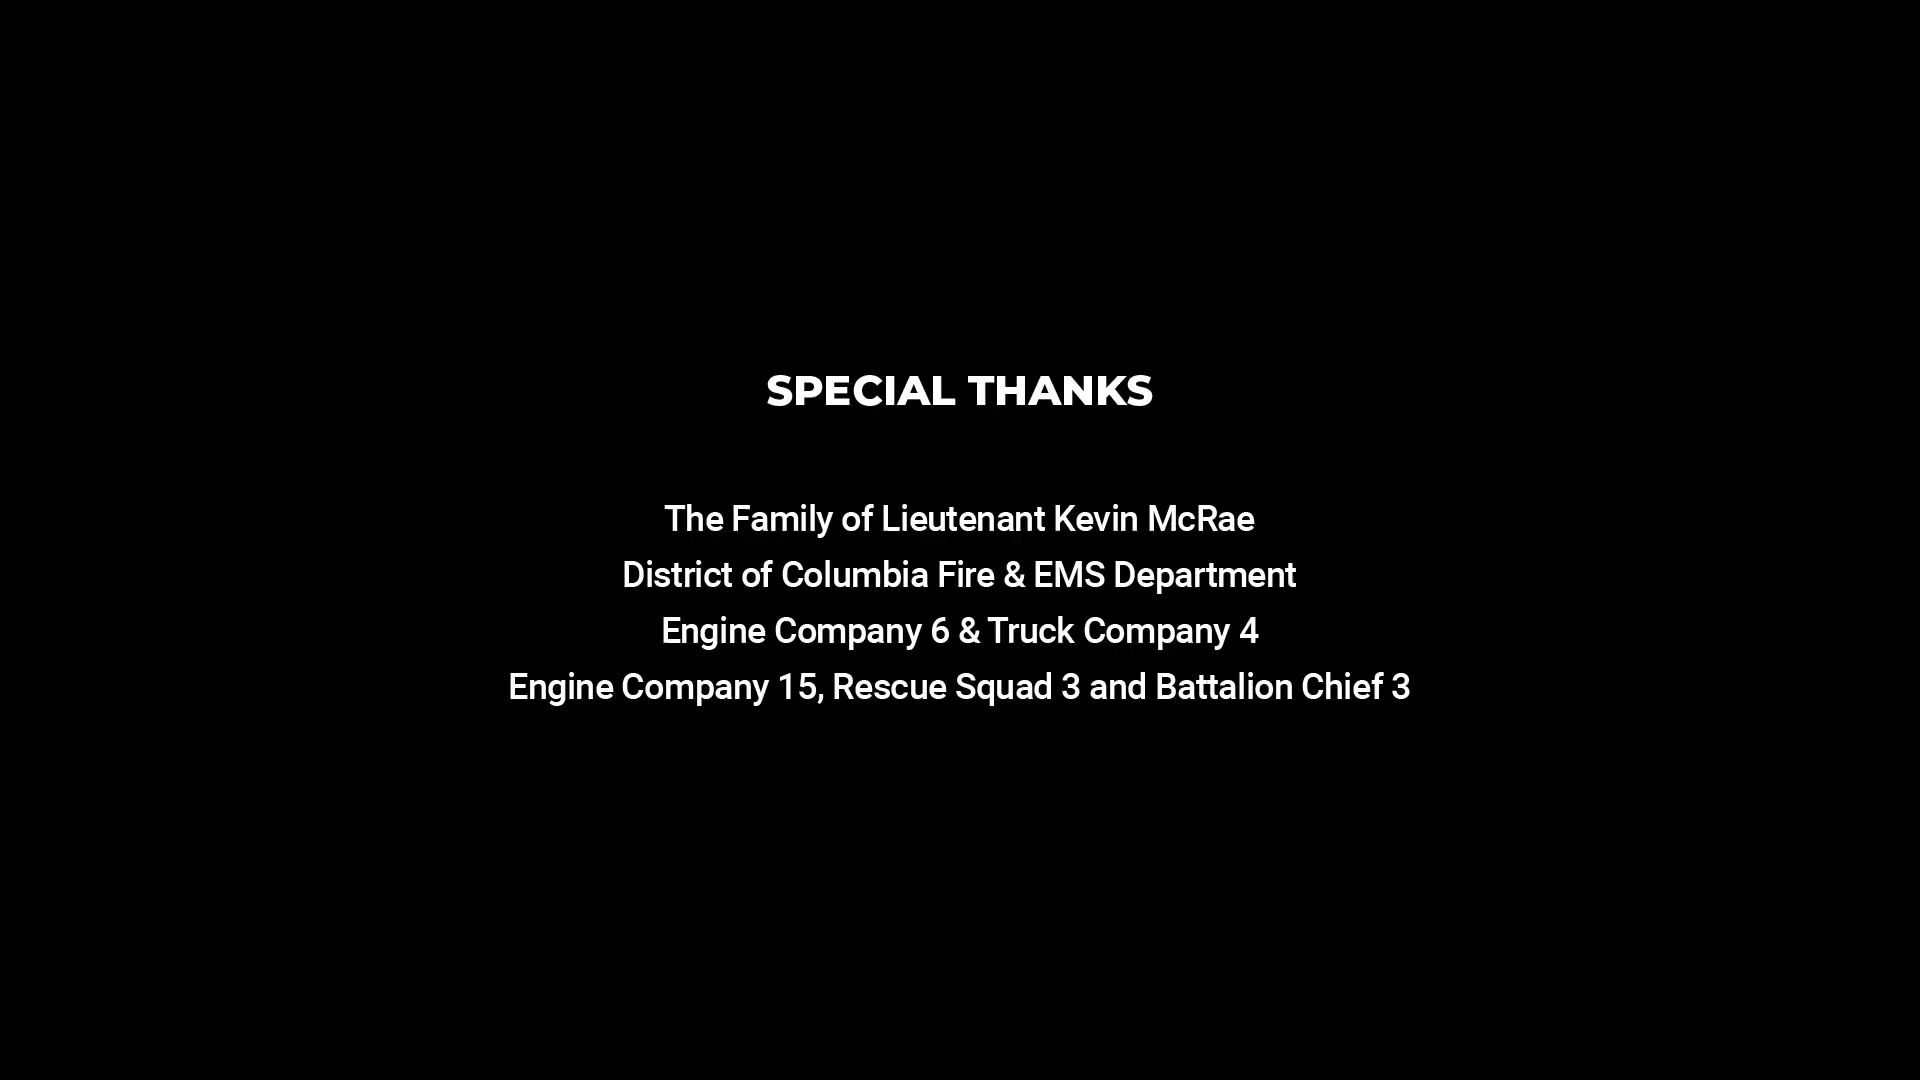 SPECIAL THANKS
The Family of Lieutenant Kevin McRae
District of Columbia Fire & EMS Department
Engine Company 6 & Truck Company 4
Engine Company 15, Rescue Squad 3 and Battalion Chief 3